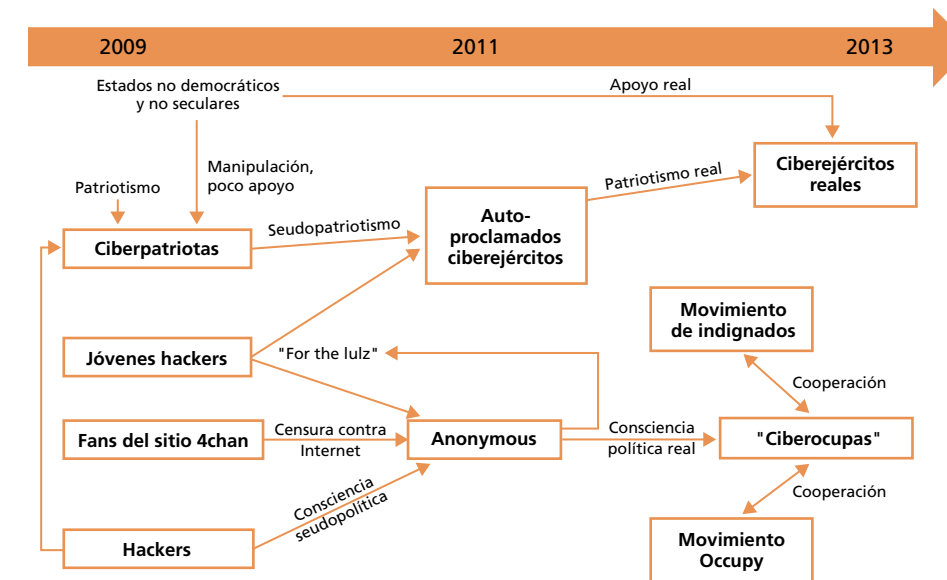 2009 2011 2013
Estados no democráticos
y no seculares
Apoyo real
Manipulación,
poco apoyo
Patriotismo
Ciberpatriotas
Seudopatriotismo
Auto-
proclamados
ciberejércitos
Patriotismo real
Ciberejércitos
reales
Jóvenes hackers
"For the lulz"
Movimiento
de indignados
Cooperación
Fans del sitio 4chan
Censura contra
Internet
Anonymous
Consciencia
política real
"Ciberocupas"
Cooperación
Hackers
Consciencia
seudopolítica
Movimiento
Occupy